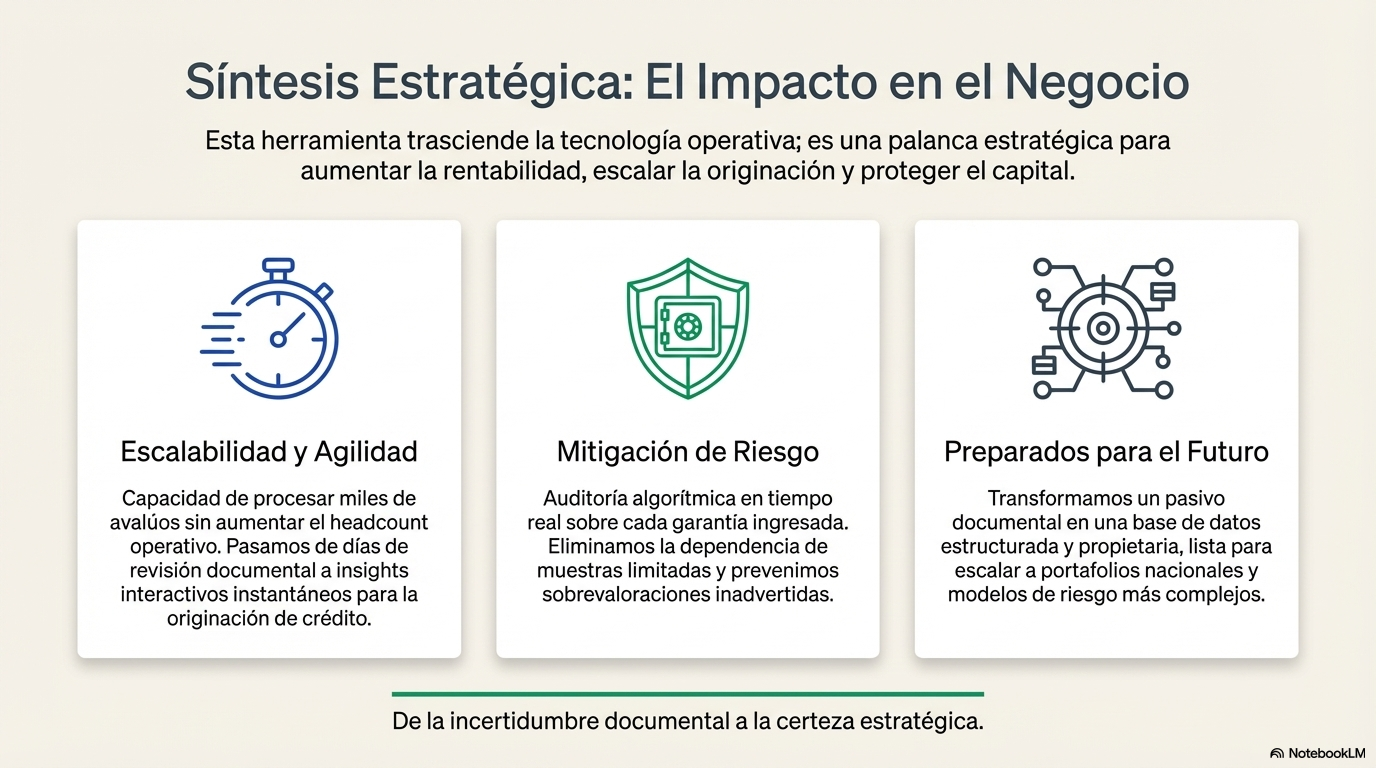 Síntesis Estratégica: El Impacto en el Negocio
Esta herramienta trasciende la tecnología operativa; es una palanca estratégica para
aumentar la rentabilidad, escalar la originación y proteger el capital.
Escalabilidad y Agilidad
Capacidad de procesar miles de
avalúos sin aumentar el headcount
operativo. Pasamos de días de
revisión documental a insights
interactivos instantáneos para la
originación de crédito.
Mitigación de Riesgo
Auditoría algorítmica en tiempo
real sobre cada garantía ingresada.
Eliminamos la dependencia de
muestras limitadas y prevenimos
sobrevaloraciones inadvertidas.
Preparados para el Futuro
Transformamos un pasivo
documental en una base de datos
estructurada y propietaria, lista para
escalar a portafolios nacionales y
modelos de riesgo más complejos.
De la incertidumbre documental a la certeza estratégica.
NotebookLM